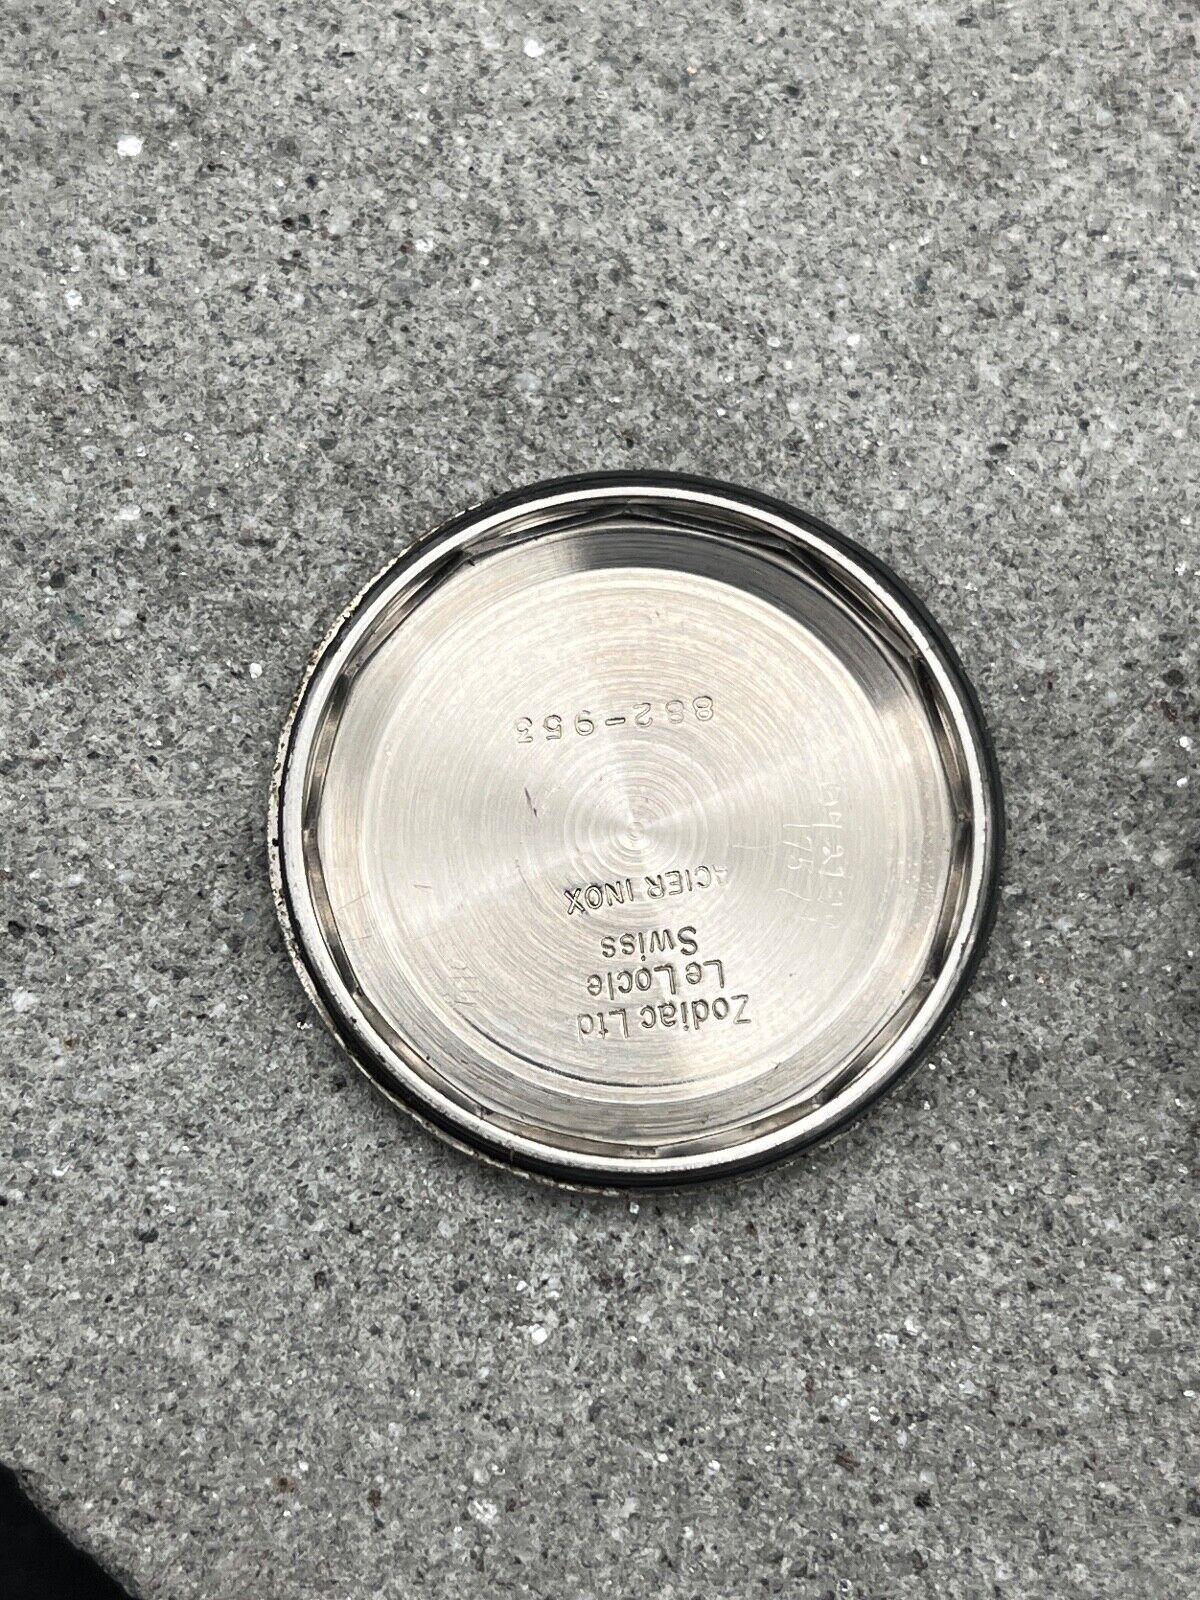 Zodiac Ltd
Le Locle
Swiss
ACIER INOX
882-953